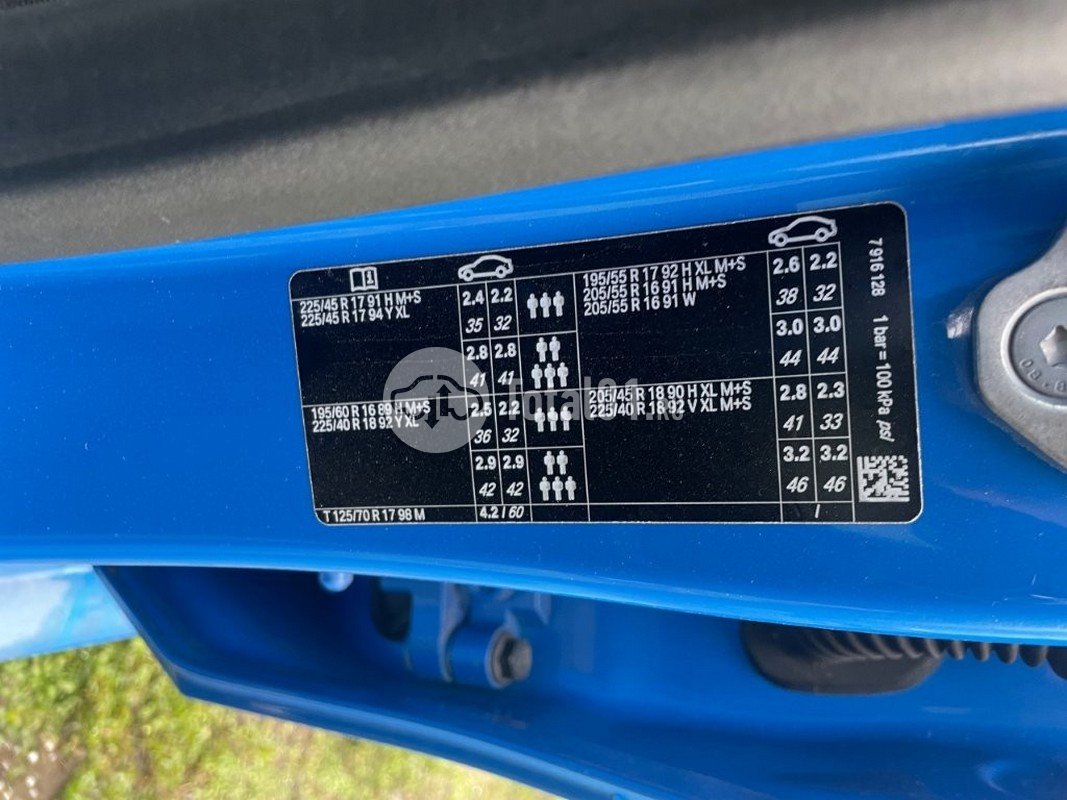 225/45 R 17 91 H M+S
225/45 R 17 94 Y XL
2.4 2.2
35 32
2.8 2.8
41 41
195/60 R 16 89 H M+S
225/40 R 18 92 Y XL
2.5 2.2
36 32
2.9 2.9
42 42
T 125/70 R 17 98 M
4.2 / 60
195/55 R 17 92 H XL M+S
205/55 R 16 91 H M+S
205/55 R 16 91 W
2.6 2.2
38 32
3.0 3.0
44 44
205/45 R 18 90 H XL M+S
225/40 R 18 92 V XL M+S
2.8 2.3
41 33
3.2 3.2
46 46
/
7 916 128 1 bar = 100 kPa psi